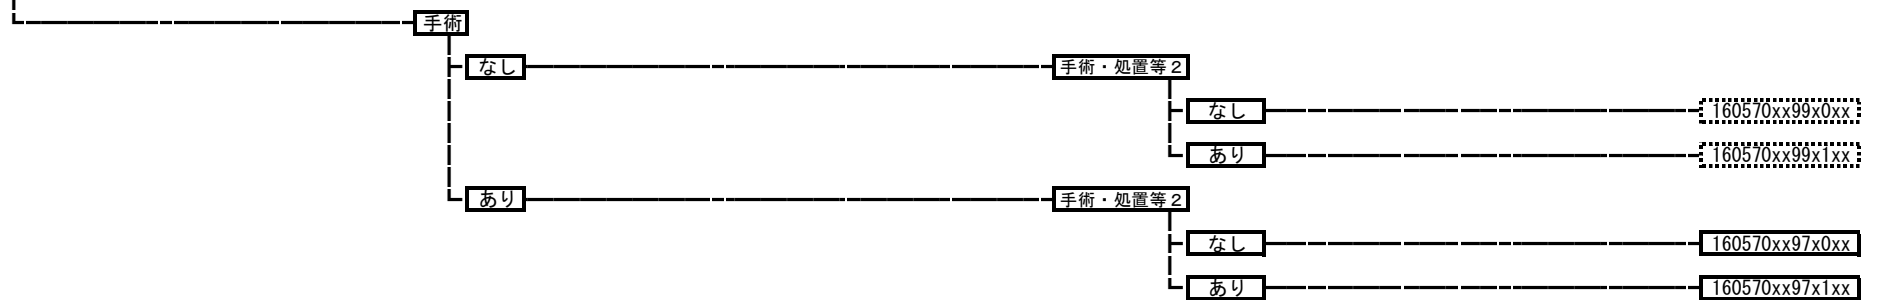 手術
なし 手術・処置等２
なし 160570xx99x0xx
あり 160570xx99x1xx
あり 手術・処置等２
なし 160570xx97x0xx
あり 160570xx97x1xx